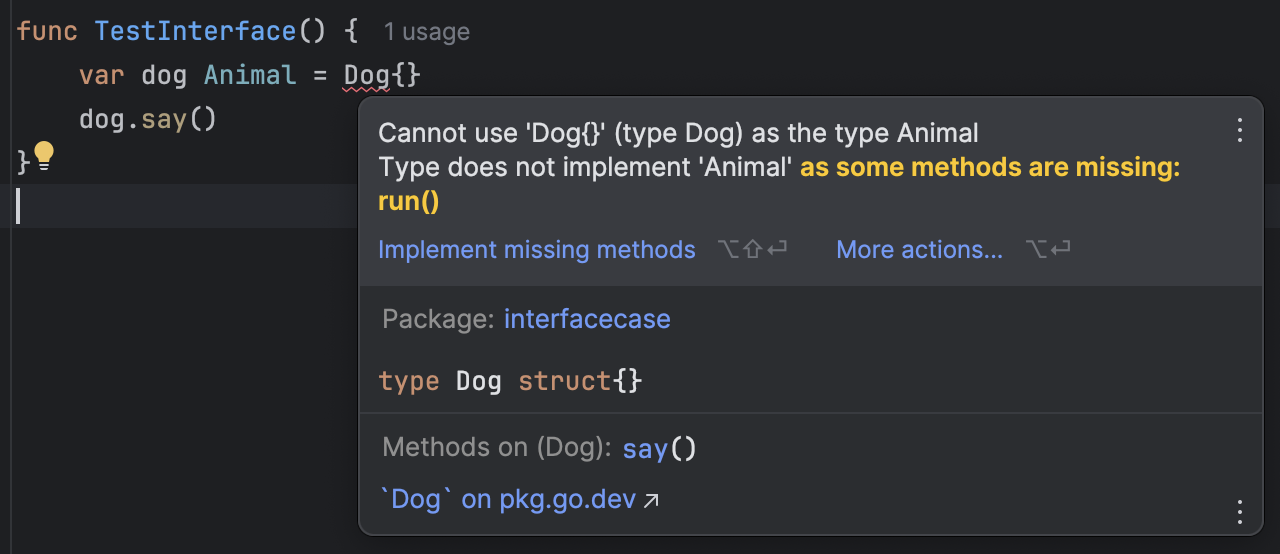 func TestInterface() { 1 usage
var dog Animal = Dog{}
dog.say()
}
Cannot use 'Dog{}' (type Dog) as the type Animal
Type does not implement 'Animal' as some methods are missing:
run()
Implement missing methods ⌥⇧⏎ More actions... ⌥⏎
Package: interfacecase
type Dog struct{}
Methods on (Dog): say()
`Dog` on pkg.go.dev↗